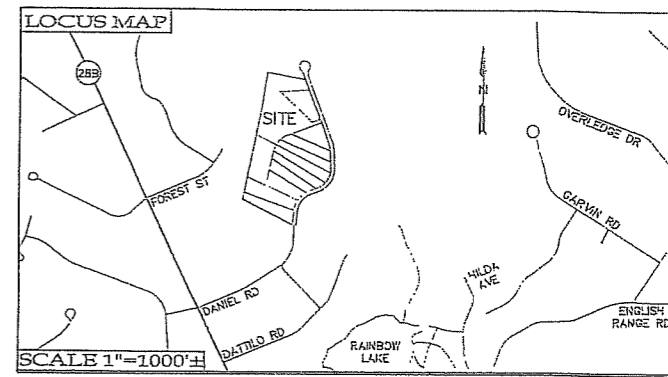 LOCUS MAP
28B
SITE
N
OVERLEDGE DR
FOREST ST
GARVIN RD
HILDA
AVE
DANIEL RD
ENGLISH
RANGE RD
DATTILO RD
RAINBOW
LAKE
SCALE 1"=1000'±